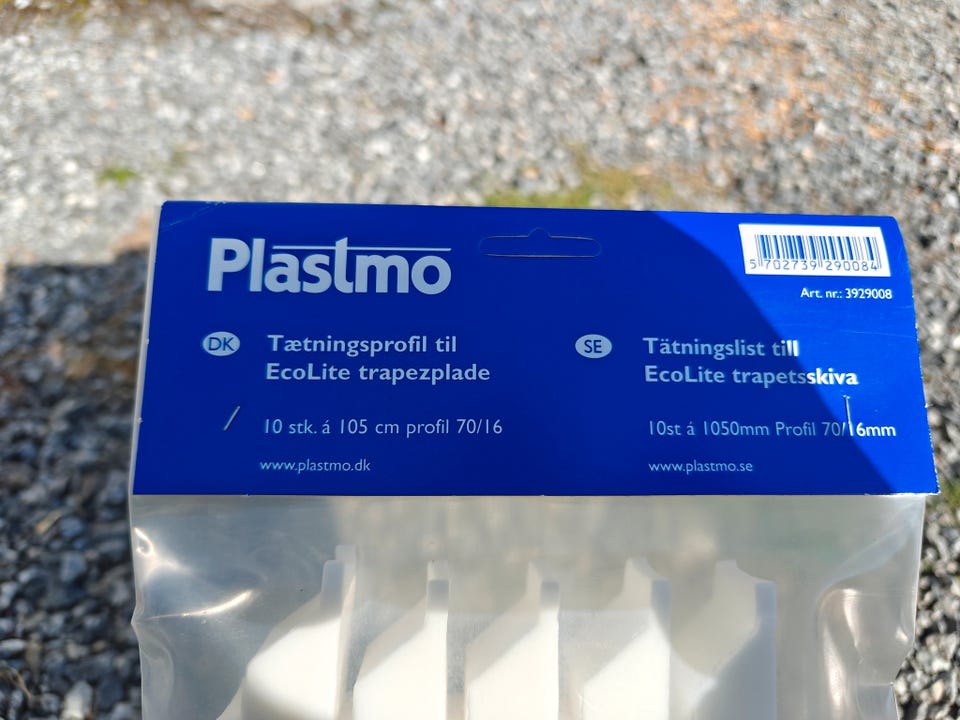 Plastmo
5 702739 290084
Art. nr.: 3929008
DK
Tætningsprofil til
EcoLite trapezplade
10 stk. á 105 cm profil 70/16
www.plastmo.dk
SE
Tätningslist till
EcoLite trapetsskiva
10st á 1050mm Profil 70/16mm
www.plastmo.se